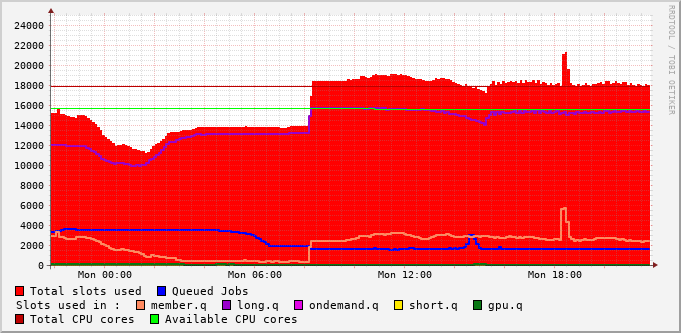 RRDTOOL / TOBI OETIKER
24000
22000
20000
18000
16000
14000
12000
10000
8000
6000
4000
2000
0
Mon 00:00 Mon 06:00 Mon 12:00 Mon 18:00
Total slots used Queued Jobs
Slots used in : member.q long.q ondemand.q short.q gpu.q
Total CPU cores Available CPU cores